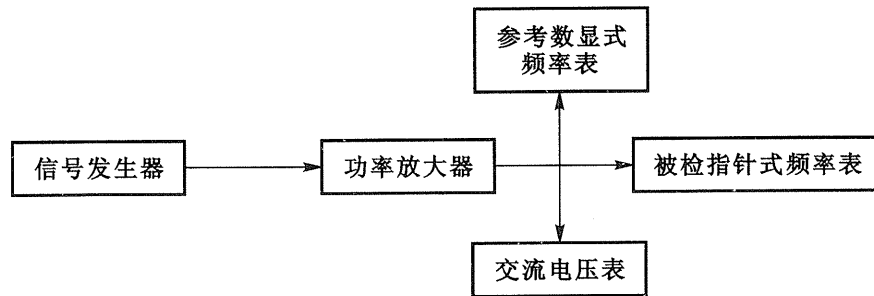 参考数显式
频率表
信号发生器
功率放大器
被检指针式频率表
交流电压表